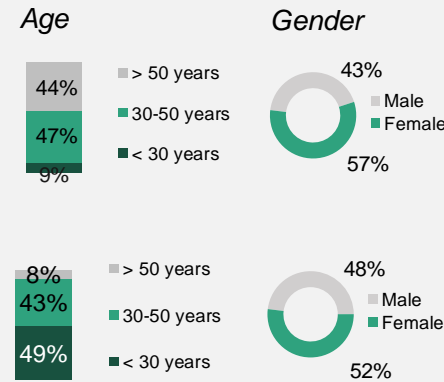 Age
Gender
44%
47%
9%
> 50 years
30-50 years
< 30 years
43%
Male
Female
57%
8%
43%
49%
> 50 years
30-50 years
< 30 years
48%
Male
Female
52%